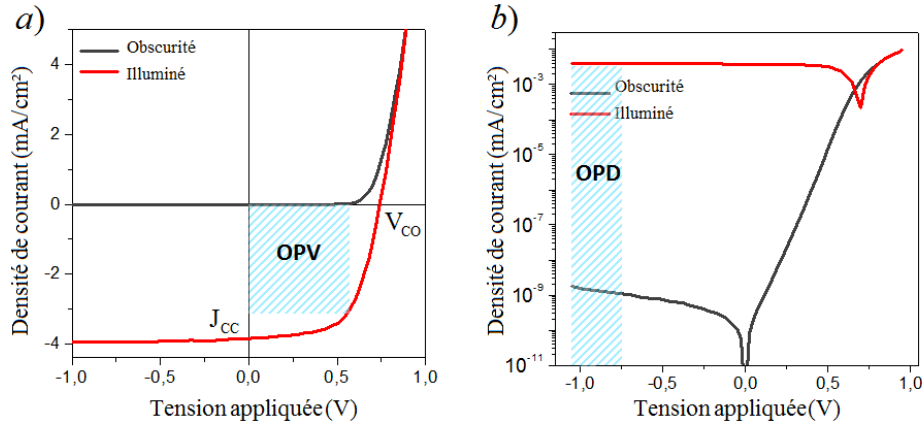 a)
Densité de courant (mA/cm²)
4
2
0
-2
-4
Obscurité
Illuminé
OPV
V_CO
J_CC
-1,0
-0,5
0,0
0,5
1,0
Tension appliquée (V)
b)
Densité de courant (mA/cm²)
10⁻³
10⁻⁵
10⁻⁷
10⁻⁹
10⁻¹¹
Obscurité
Illuminé
OPD
-1,0
-0,5
0,0
0,5
1,0
Tension appliquée (V)